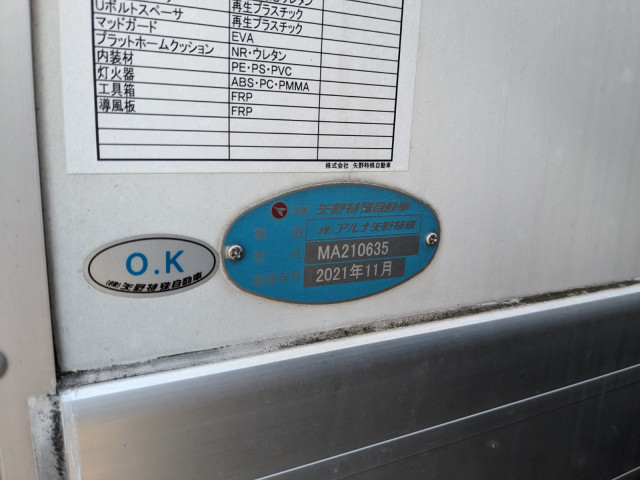 Uボルトスペーサ 再生プラスチック
マッドガード 再生プラスチック
プラットホームクッション EVA
内装材 NR・ウレタン
灯火器 PE・PS・PVC
工具箱 ABS・PC・PMMA
導風板 FRP
FRP
株式会社 矢野特殊自動車
矢野特殊自動車
(株)アルナ矢野特車
MA210635
2021年11月
O.K
(株)矢野特殊自動車